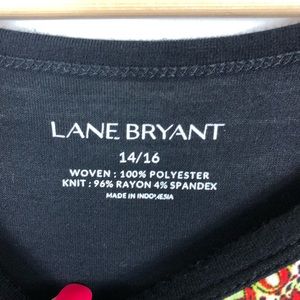 LANE BRYANT
14/16
WOVEN : 100% POLYESTER
KNIT : 96% RAYON 4% SPANDEX
MADE IN INDONESIA